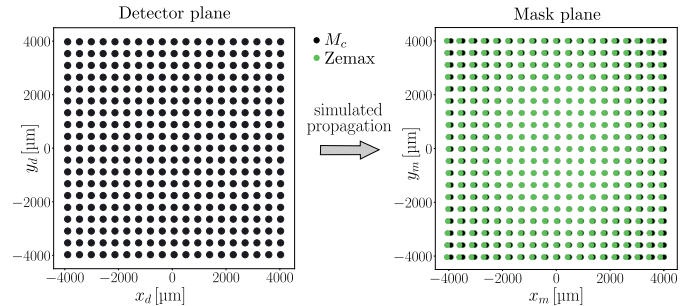 Detector plane
4000
2000
0
−2000
−4000
y_d [µm]
−4000 −2000 0 2000 4000
x_d [µm]
M_c
Zemax
simulated
propagation
Mask plane
4000
2000
0
−2000
−4000
y_m [µm]
−4000 −2000 0 2000 4000
x_m [µm]